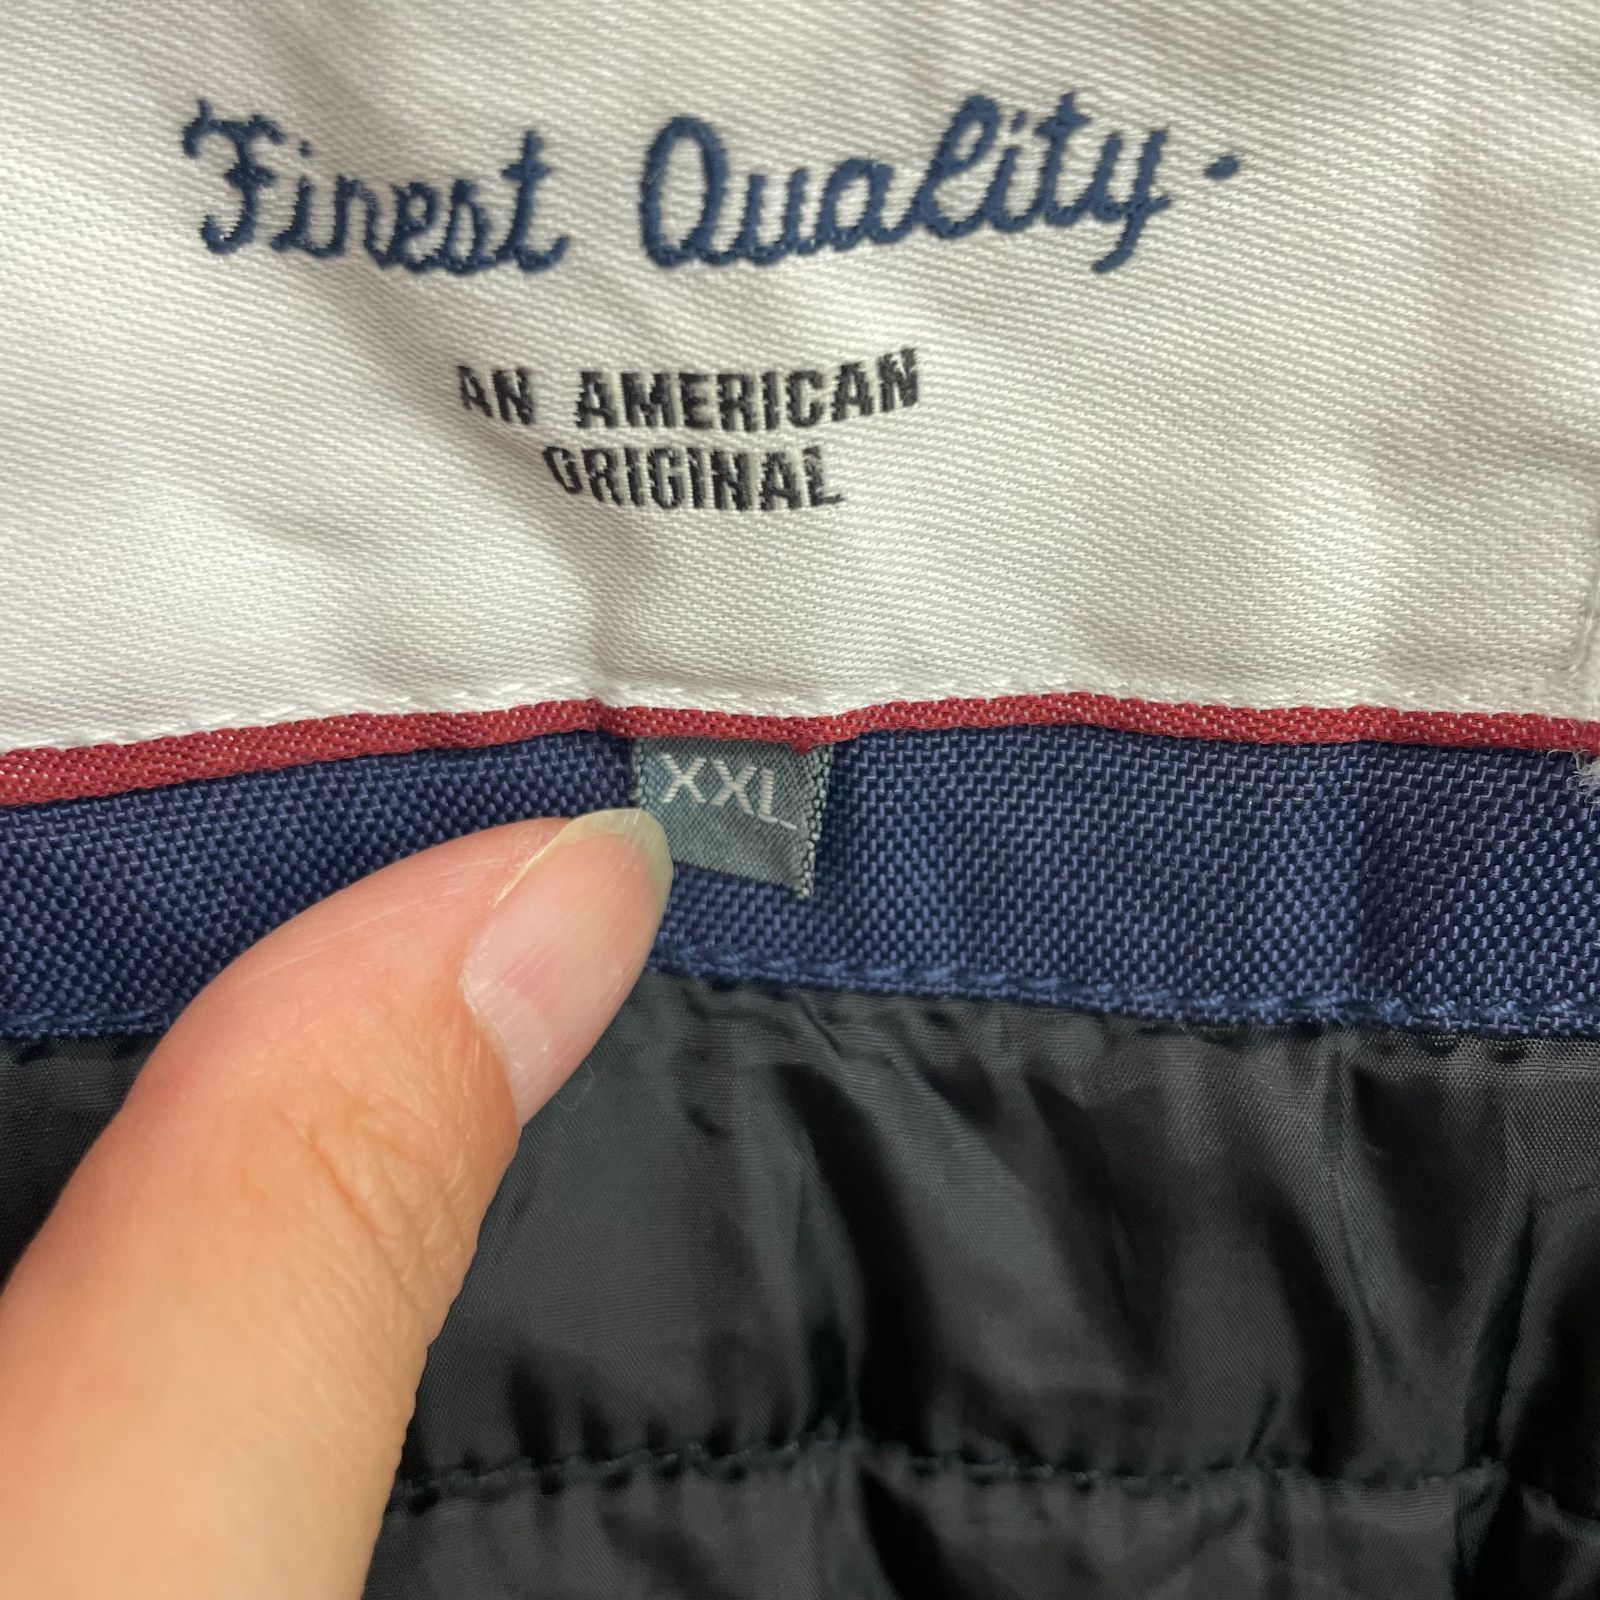 Finest Quality.
AN AMERICAN
ORIGINAL
XXL